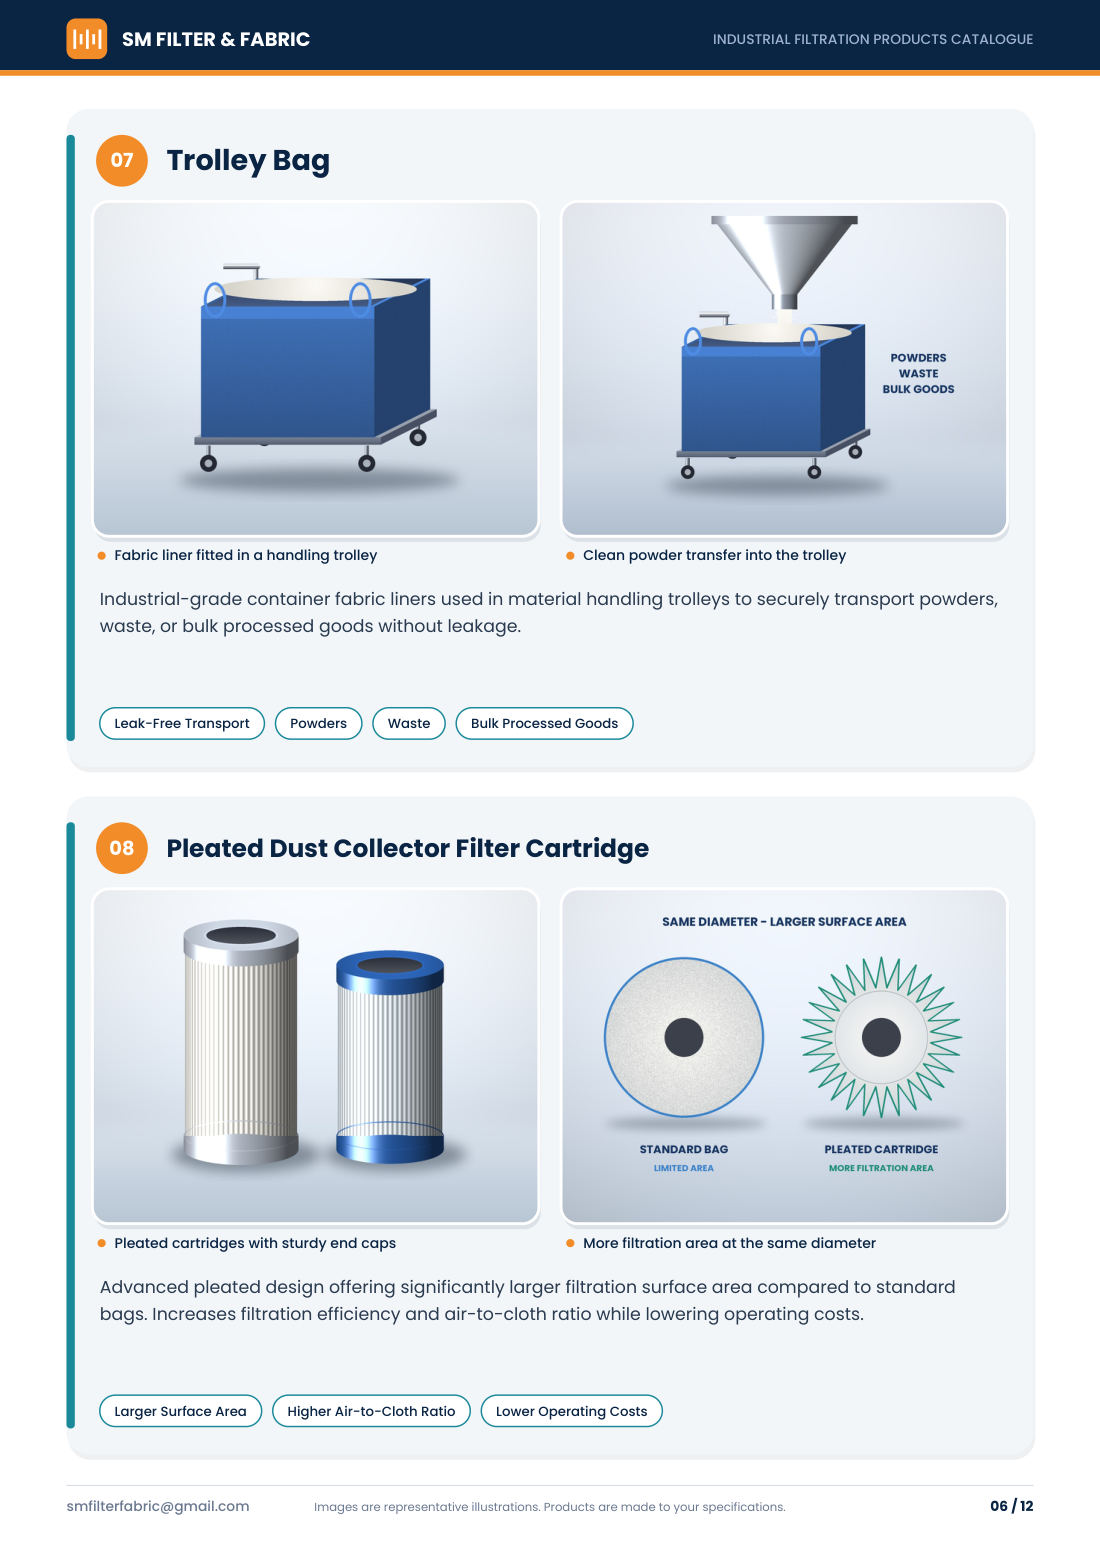 SM FILTER & FABRIC
INDUSTRIAL FILTRATION PRODUCTS CATALOGUE
07
Trolley Bag
POWDERS
WASTE
BULK GOODS
Fabric liner fitted in a handling trolley
Clean powder transfer into the trolley
Industrial-grade container fabric liners used in material handling trolleys to securely transport powders,
waste, or bulk processed goods without leakage.
Leak-Free Transport
Powders
Waste
Bulk Processed Goods
08
Pleated Dust Collector Filter Cartridge
SAME DIAMETER - LARGER SURFACE AREA
STANDARD BAG
LIMITED AREA
PLEATED CARTRIDGE
MORE FILTRATION AREA
Pleated cartridges with sturdy end caps
More filtration area at the same diameter
Advanced pleated design offering significantly larger filtration surface area compared to standard
bags. Increases filtration efficiency and air-to-cloth ratio while lowering operating costs.
Larger Surface Area
Higher Air-to-Cloth Ratio
Lower Operating Costs
smfilterfabric@gmail.com
Images are representative illustrations. Products are made to your specifications.
06 / 12